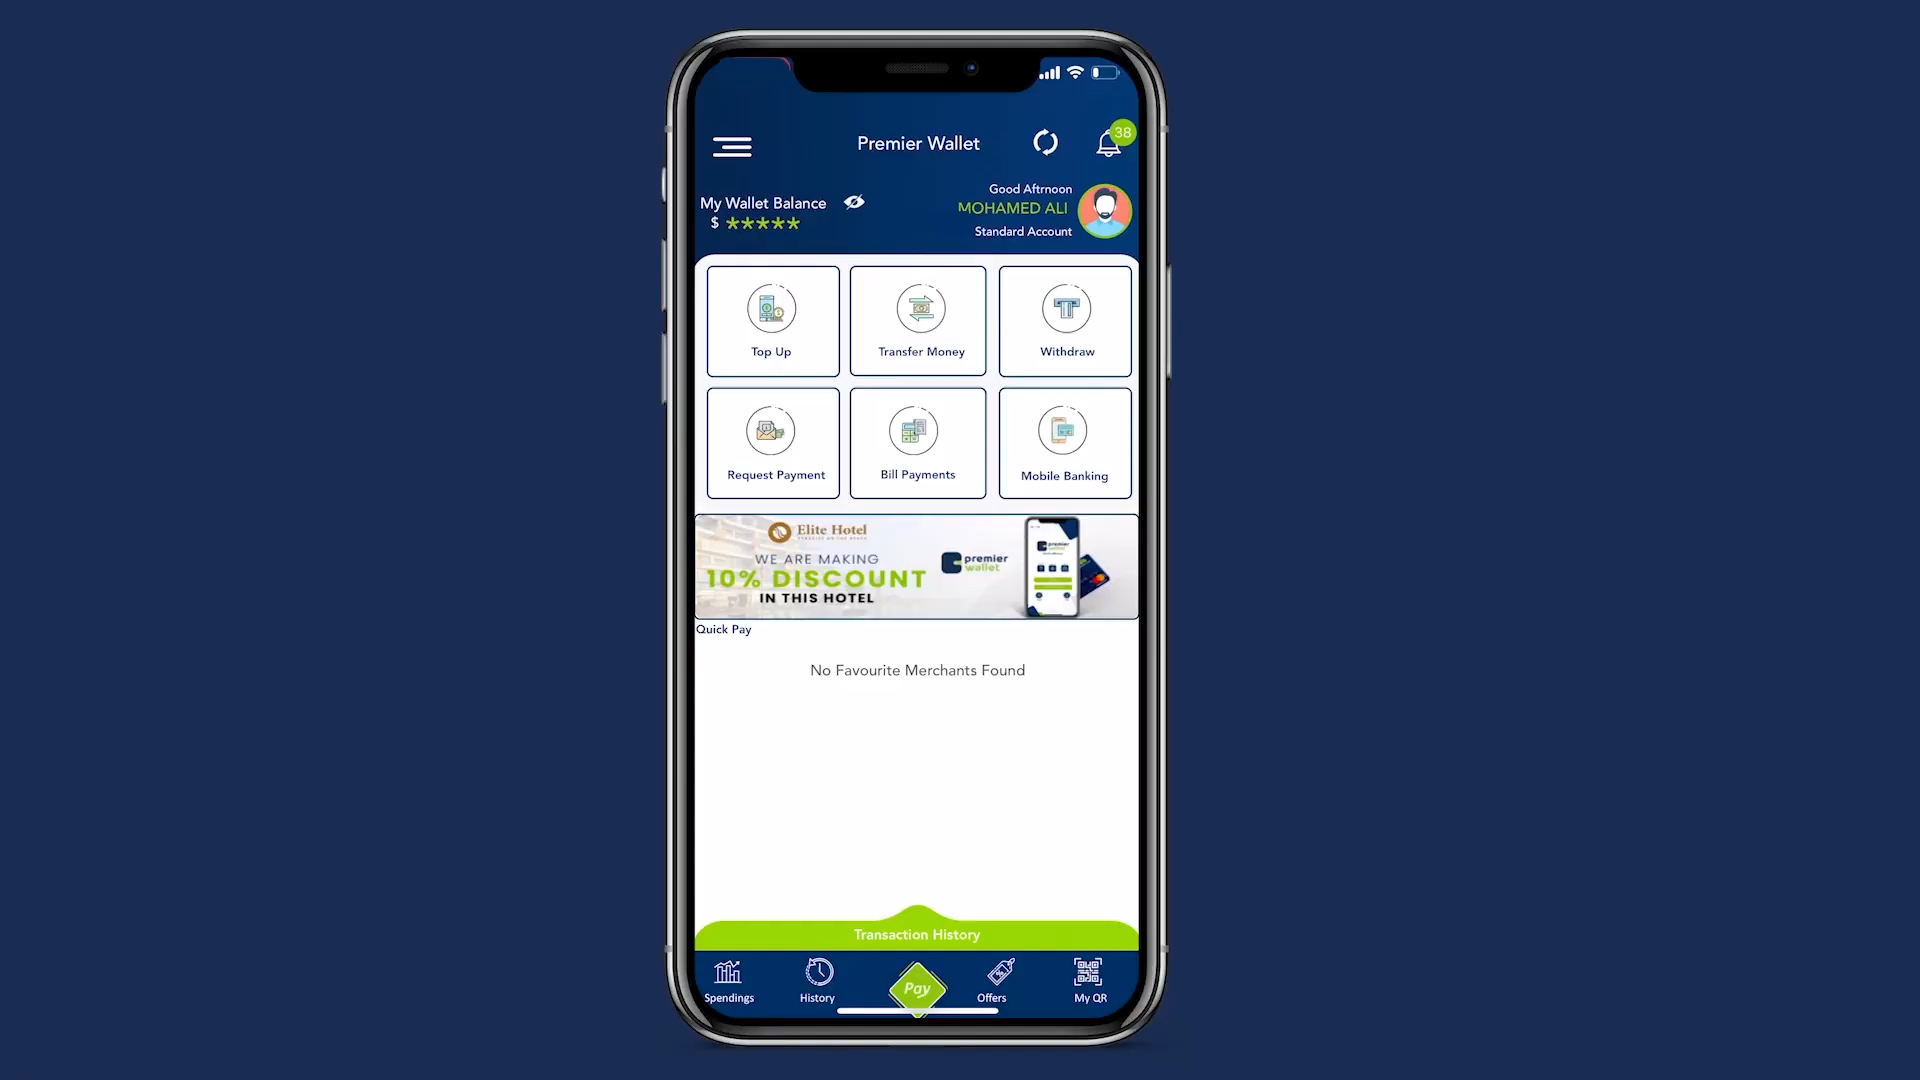 Premier Wallet
38
My Wallet Balance
$ *****
Good Aftrnoon
MOHAMED ALI
Standard Account
Top Up
Transfer Money
Withdraw
Request Payment
Bill Payments
Mobile Banking
Elite Hotel
WE ARE MAKING
10% DISCOUNT
IN THIS HOTEL
premier
wallet
premier
wallet
Quick Pay
No Favourite Merchants Found
Transaction History
Spendings
History
Pay
Offers
My QR